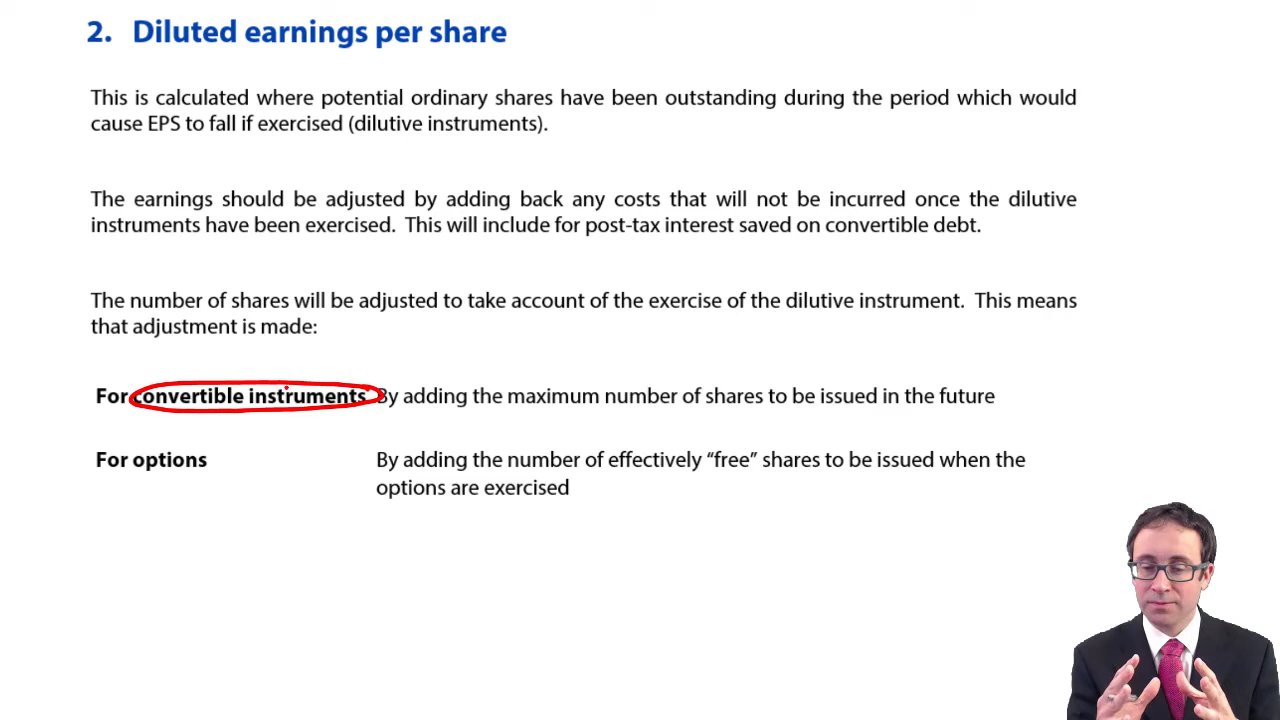 2. Diluted earnings per share
This is calculated where potential ordinary shares have been outstanding during the period which would
cause EPS to fall if exercised (dilutive instruments).
The earnings should be adjusted by adding back any costs that will not be incurred once the dilutive
instruments have been exercised. This will include for post-tax interest saved on convertible debt.
The number of shares will be adjusted to take account of the exercise of the dilutive instrument. This means
that adjustment is made:
For convertible instruments By adding the maximum number of shares to be issued in the future
For options By adding the number of effectively “free” shares to be issued when the
options are exercised